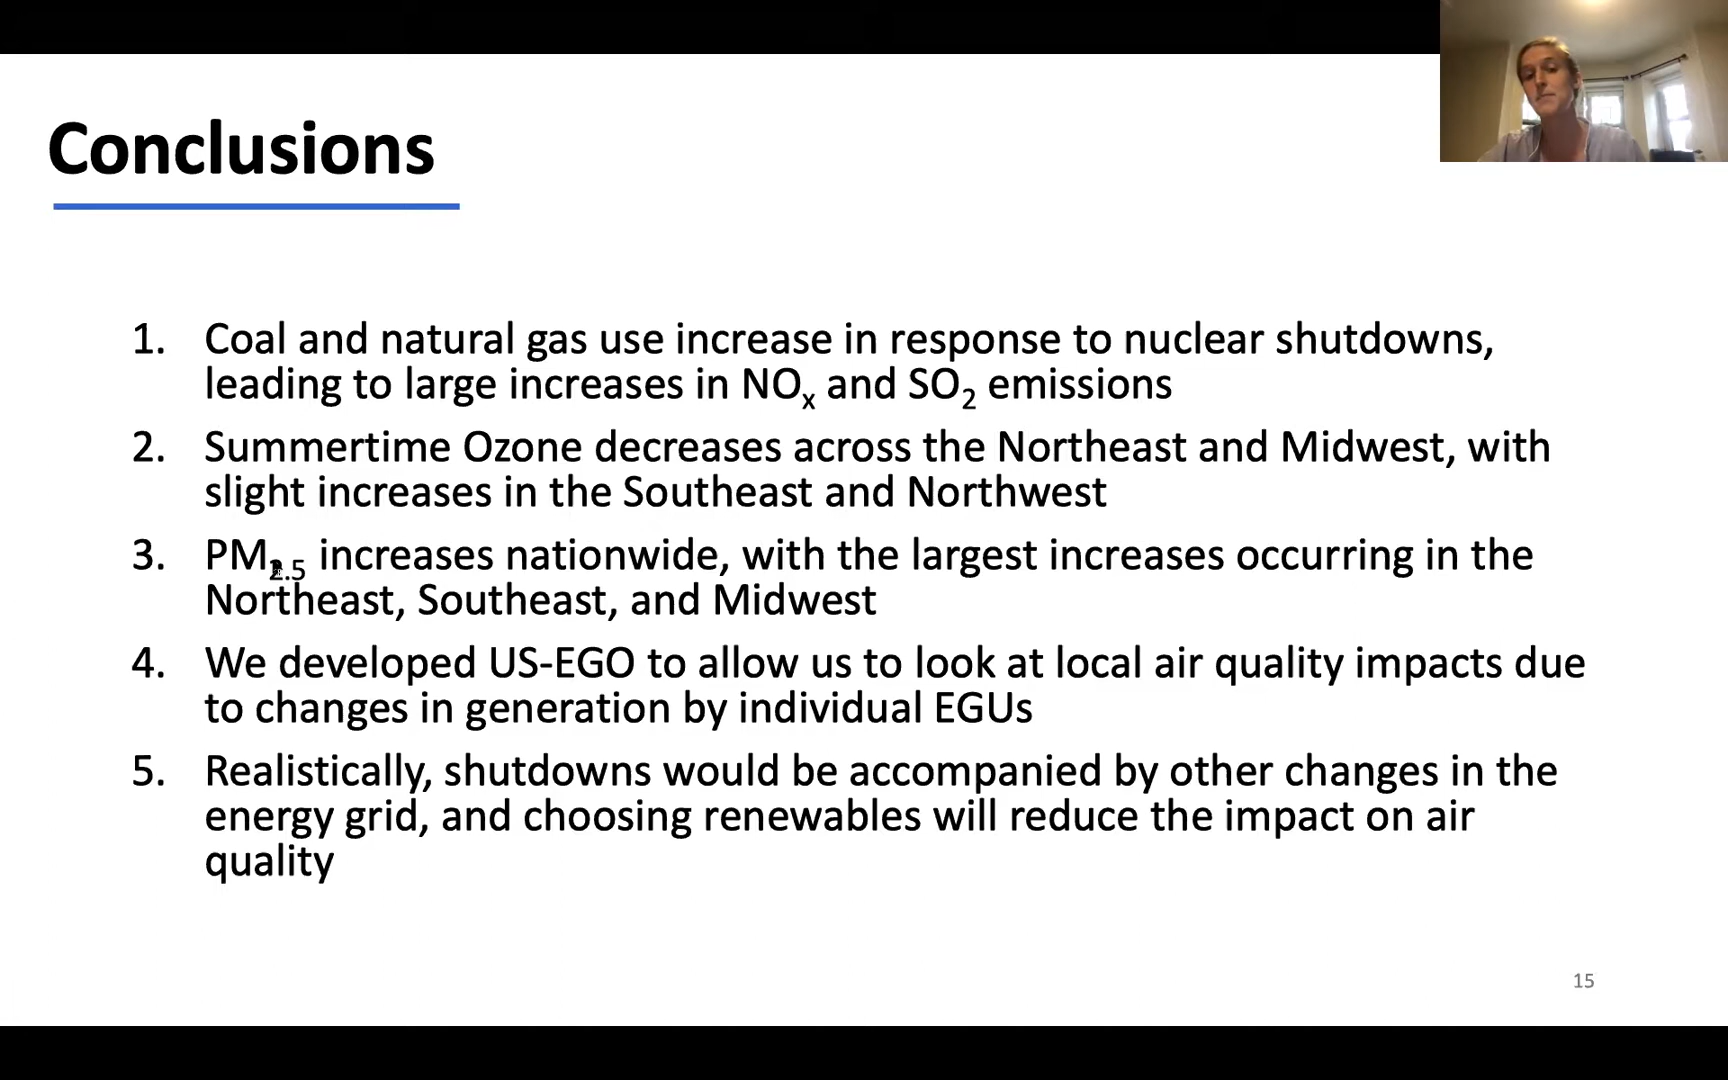 Conclusions
1. Coal and natural gas use increase in response to nuclear shutdowns,
leading to large increases in NOₓ and SO₂ emissions
2. Summertime Ozone decreases across the Northeast and Midwest, with
slight increases in the Southeast and Northwest
3. PM₂.₅ increases nationwide, with the largest increases occurring in the
Northeast, Southeast, and Midwest
4. We developed US-EGO to allow us to look at local air quality impacts due
to changes in generation by individual EGUs
5. Realistically, shutdowns would be accompanied by other changes in the
energy grid, and choosing renewables will reduce the impact on air
quality
15